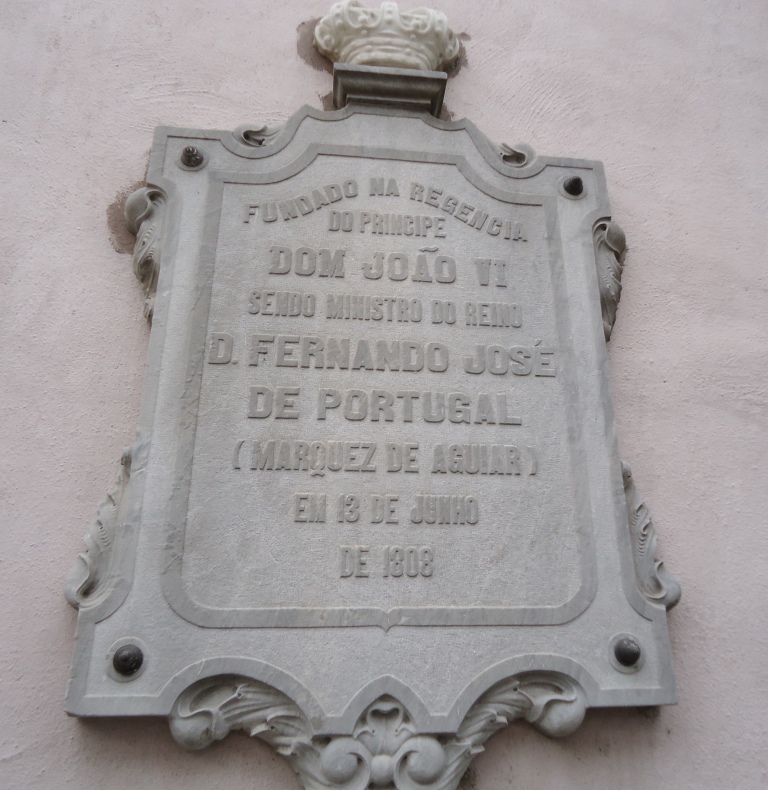 FUNDADO NA REGENCIA
DO PRINCIPE
DOM JOÃO VI
SENDO MINISTRO DO REINO
D. FERNANDO JOSÉ
DE PORTUGAL
(MARQUEZ DE AGUIAR)
EM 13 DE JUNHO
DE 1808